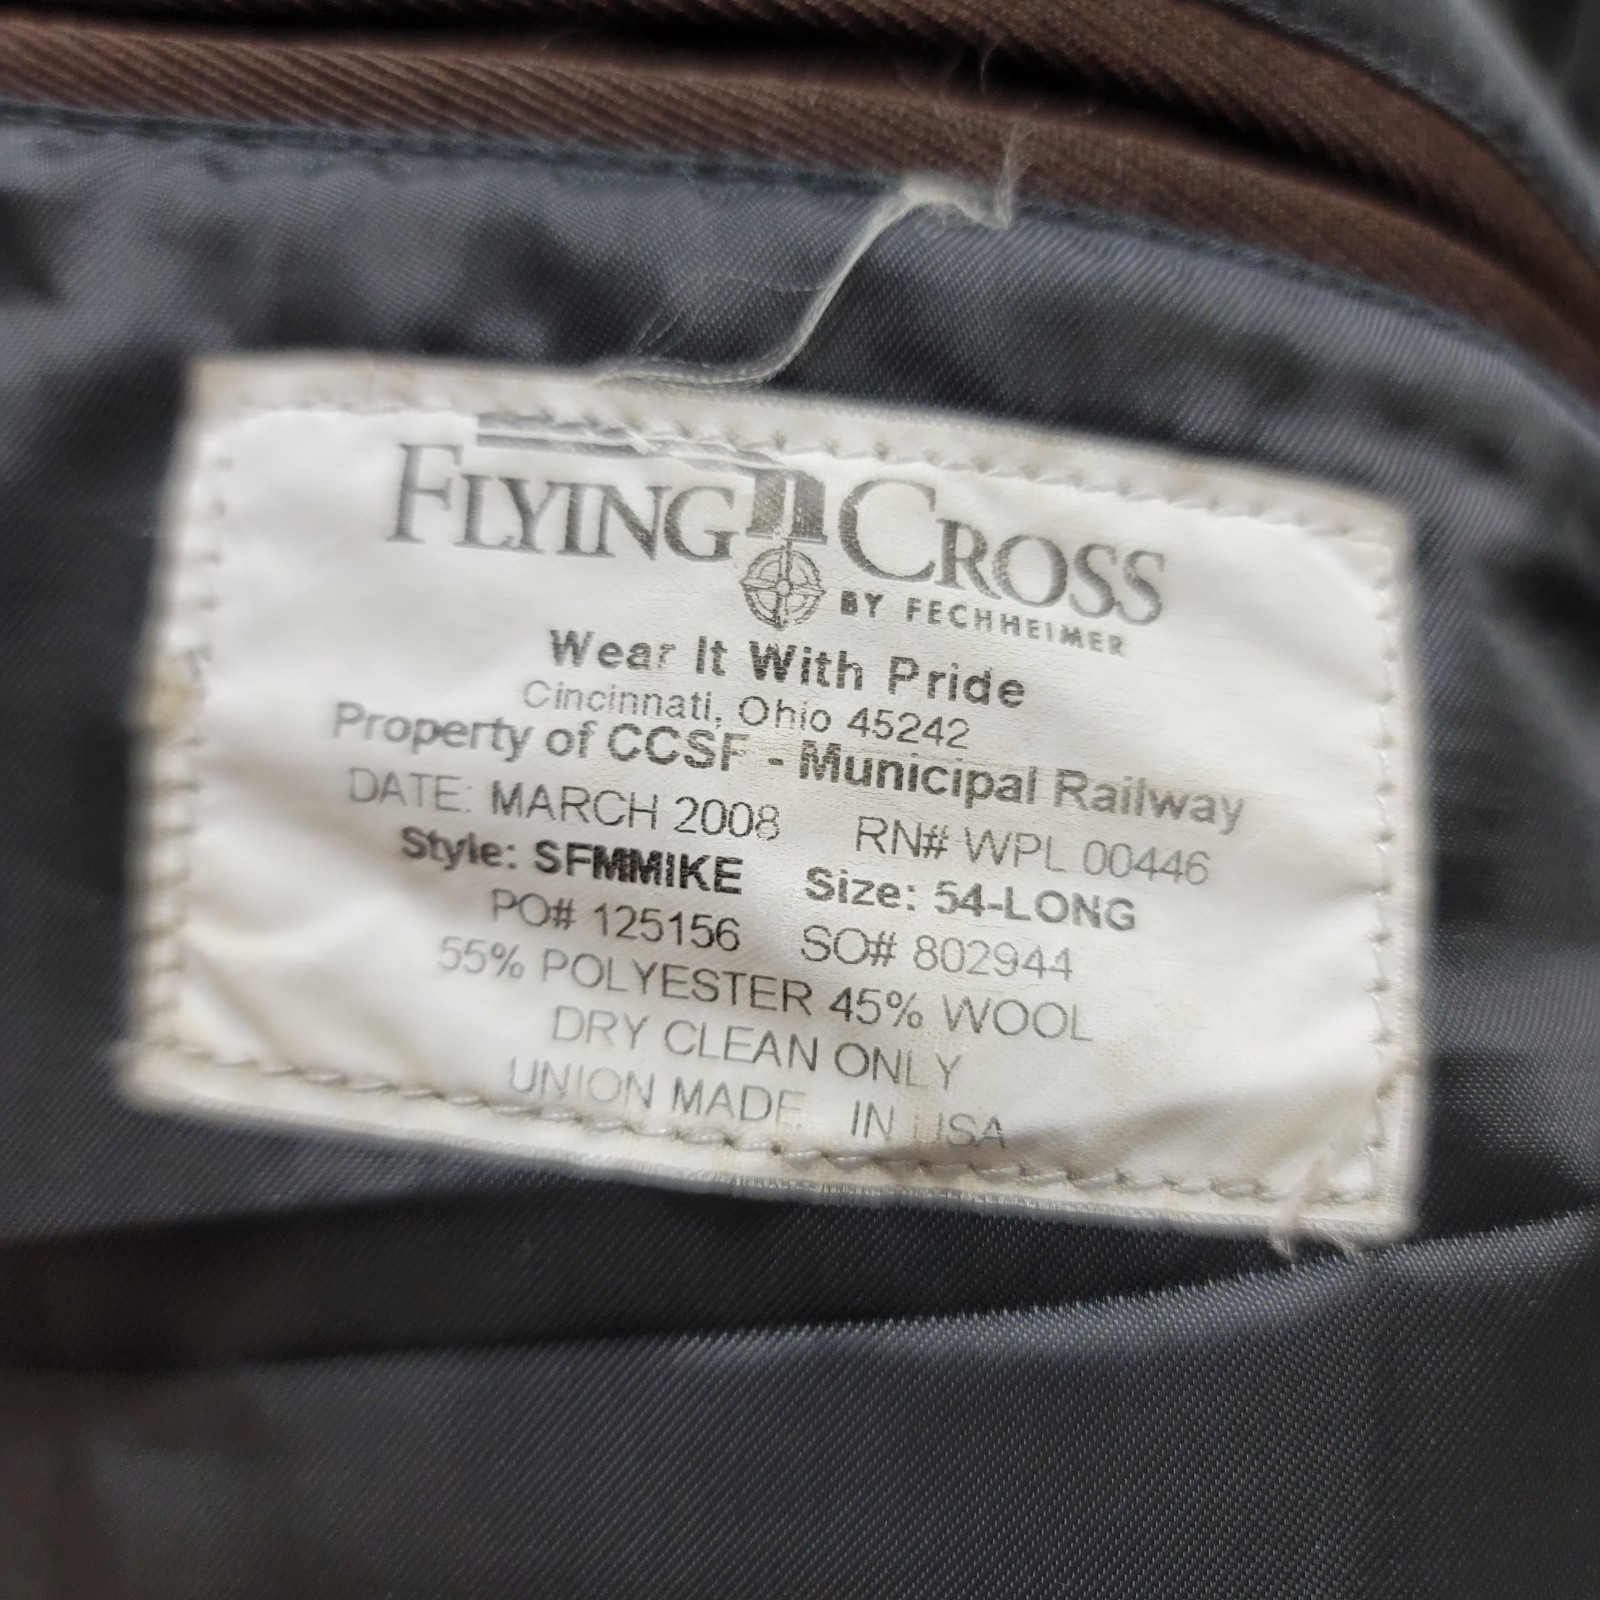 FLYING CROSS
BY FECHHEIMER
Wear It With Pride
Cincinnati, Ohio 45242
Property of CCSF - Municipal Railway
DATE: MARCH 2008 RN# WPL 00446
Style: SFMMIKE Size: 54-LONG
PO# 125156 SO# 802944
55% POLYESTER 45% WOOL
DRY CLEAN ONLY
UNION MADE IN USA